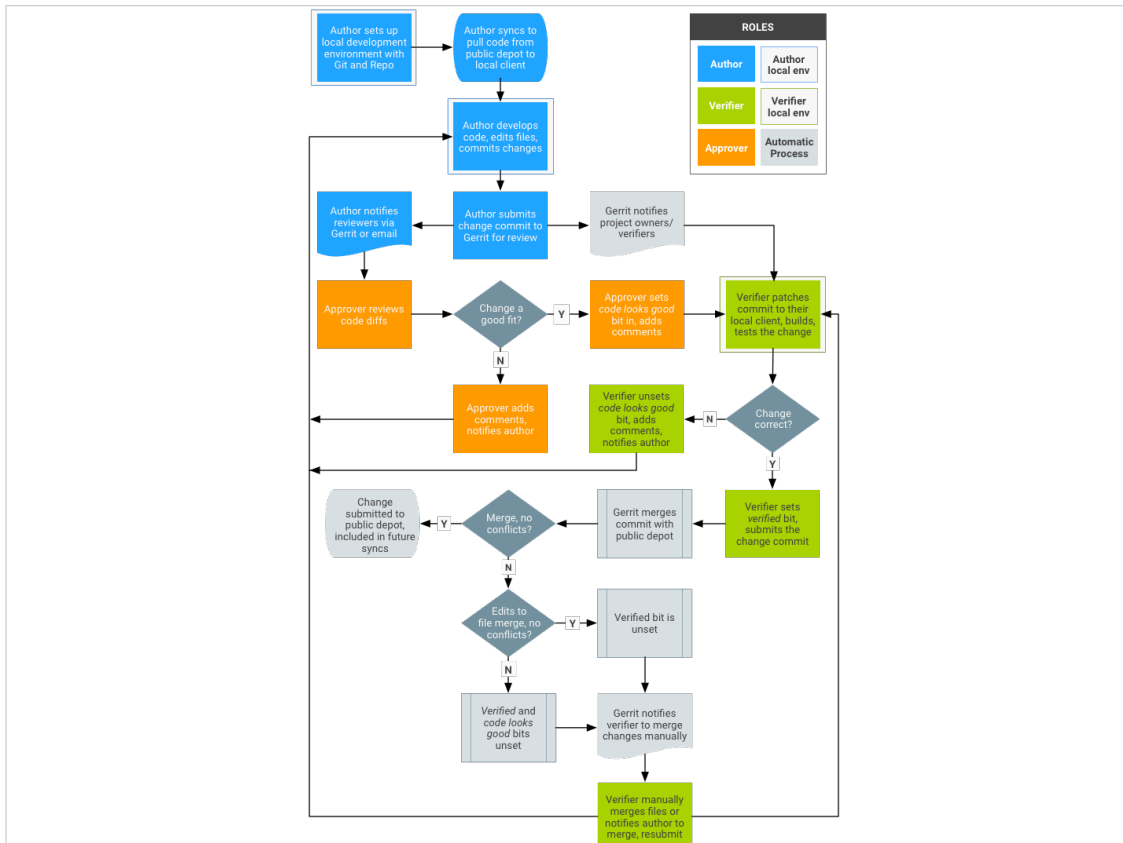 Author sets up
local development
environment with
Git and Repo
Author syncs to
pull code from
public depot to
local client
ROLES
Author
Author
local env
Verifier
Verifier
local env
Approver
Automatic
Process
Author develops
code, edits files,
commits changes
Author notifies
reviewers via
Gerrit or email
Author submits
change commit to
Gerrit for review
Gerrit notifies
project owners/
verifiers
Approver reviews
code diffs
Change a
good fit?
Y
Approver sets
code looks good
bit in, adds
comments
Verifier patches
commit to their
local client, builds,
tests the change
N
Approver adds
comments,
notifies author
Verifier unsets
code looks good
bit, adds
comments,
notifies author
N
Change
correct?
Y
Change
submitted to
public depot,
included in future
syncs
Y
Merge, no
conflicts?
Gerrit merges
commit with
public depot
Verifier sets
verified bit,
submits the
change commit
N
Edits to
file merge, no
conflicts?
Y
Verified bit is
unset
N
Verified and
code looks
good bits
unset
Gerrit notifies
verifier to merge
changes manually
Verifier manually
merges files or
notifies author to
merge, resubmit